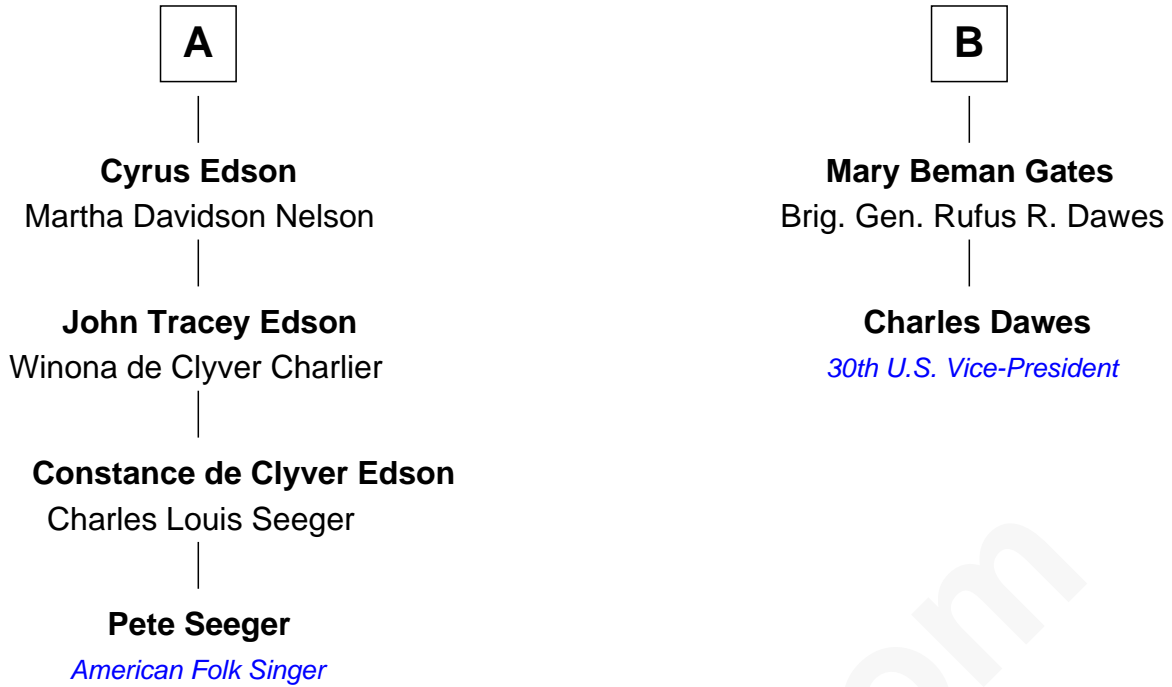 A
Cyrus Edson
Martha Davidson Nelson
John Tracey Edson
Winona de Clyver Charlier
Constance de Clyver Edson
Charles Louis Seeger
Pete Seeger
American Folk Singer
B
Mary Beman Gates
Brig. Gen. Rufus R. Dawes
Charles Dawes
30th U.S. Vice-President
om